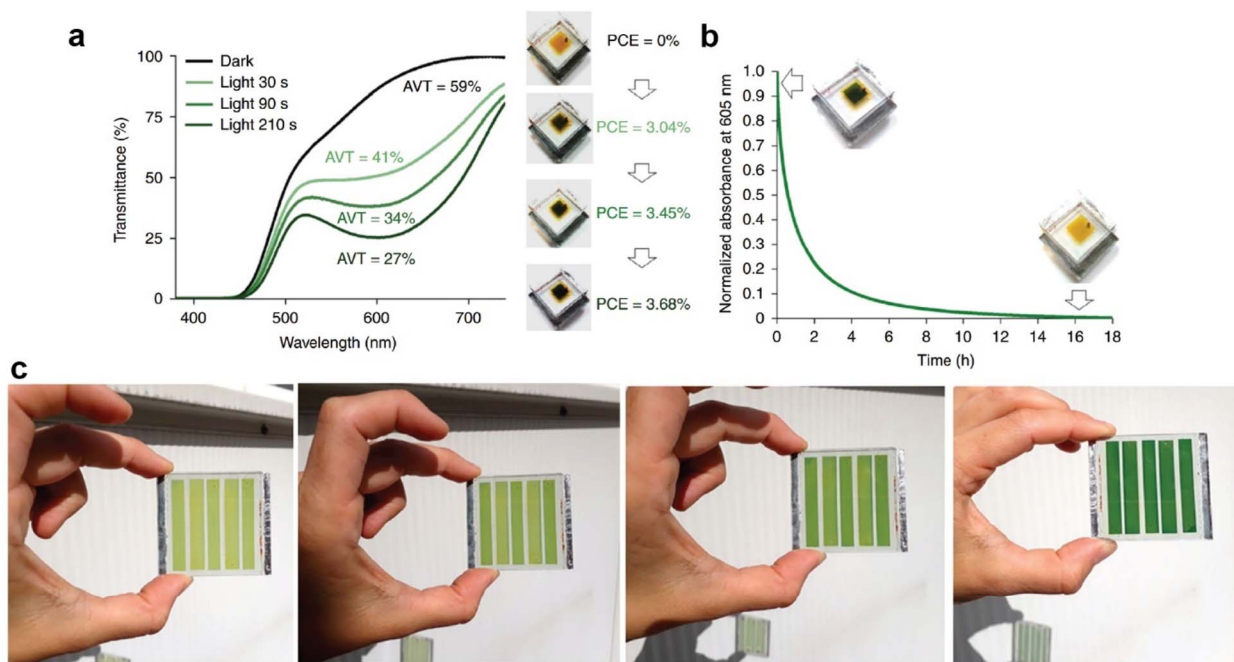 a
100
75
50
25
0
Transmittance (%)
Dark
Light 30 s
Light 90 s
Light 210 s
AVT = 59%
AVT = 41%
AVT = 34%
AVT = 27%
400
500
600
700
Wavelength (nm)
PCE = 0%
PCE = 3.04%
PCE = 3.45%
PCE = 3.68%
b
1.0
0.9
0.8
0.7
0.6
0.5
0.4
0.3
0.2
0.1
0
Normalized absorbance at 605 nm
0
2
4
6
8
10
12
14
16
18
Time (h)
c